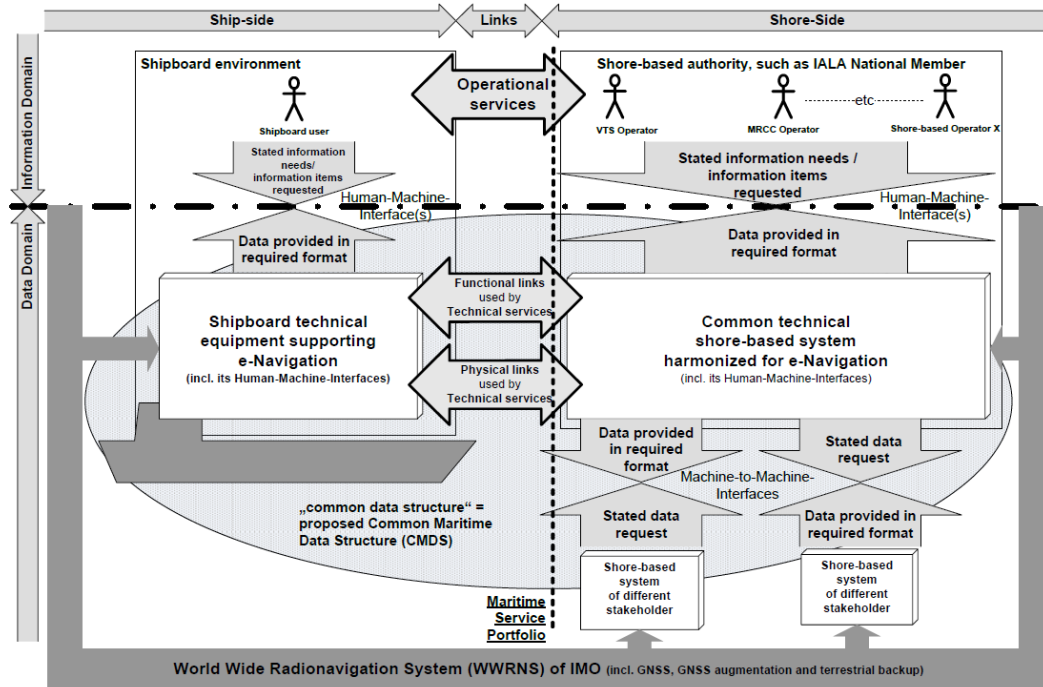 Ship-side
Links
Shore-Side
Information Domain
Data Domain
Shipboard environment
Shipboard user
Operational
services
Shore-based authority, such as IALA National Member
VTS Operator
MRCC Operator
etc
Shore-based Operator X
Stated information
needs/
information items
requested
Human-Machine-
Interface(s)
Data provided in
required format
Stated information needs /
information items
requested
Human-Machine-
Interface(s)
Data provided in
required format
Shipboard technical
equipment supporting
e-Navigation
(incl. its Human-Machine-Interfaces)
Functional links
used by
Technical services
Physical links
used by
Technical services
Common technical
shore-based system
harmonized for e-Navigation
(incl. its Human-Machine-Interfaces)
Data provided
in required
format
Stated data
request
Machine-to-Machine-
Interfaces
Stated data
request
Data provided in
required format
„common data structure“ =
proposed Common Maritime
Data Structure (CMDS)
Shore-based
system
of different
stakeholder
Shore-based
system
of different
stakeholder
Maritime
Service
Portfolio
World Wide Radionavigation System (WWRNS) of IMO (incl. GNSS, GNSS augmentation and terrestrial backup)